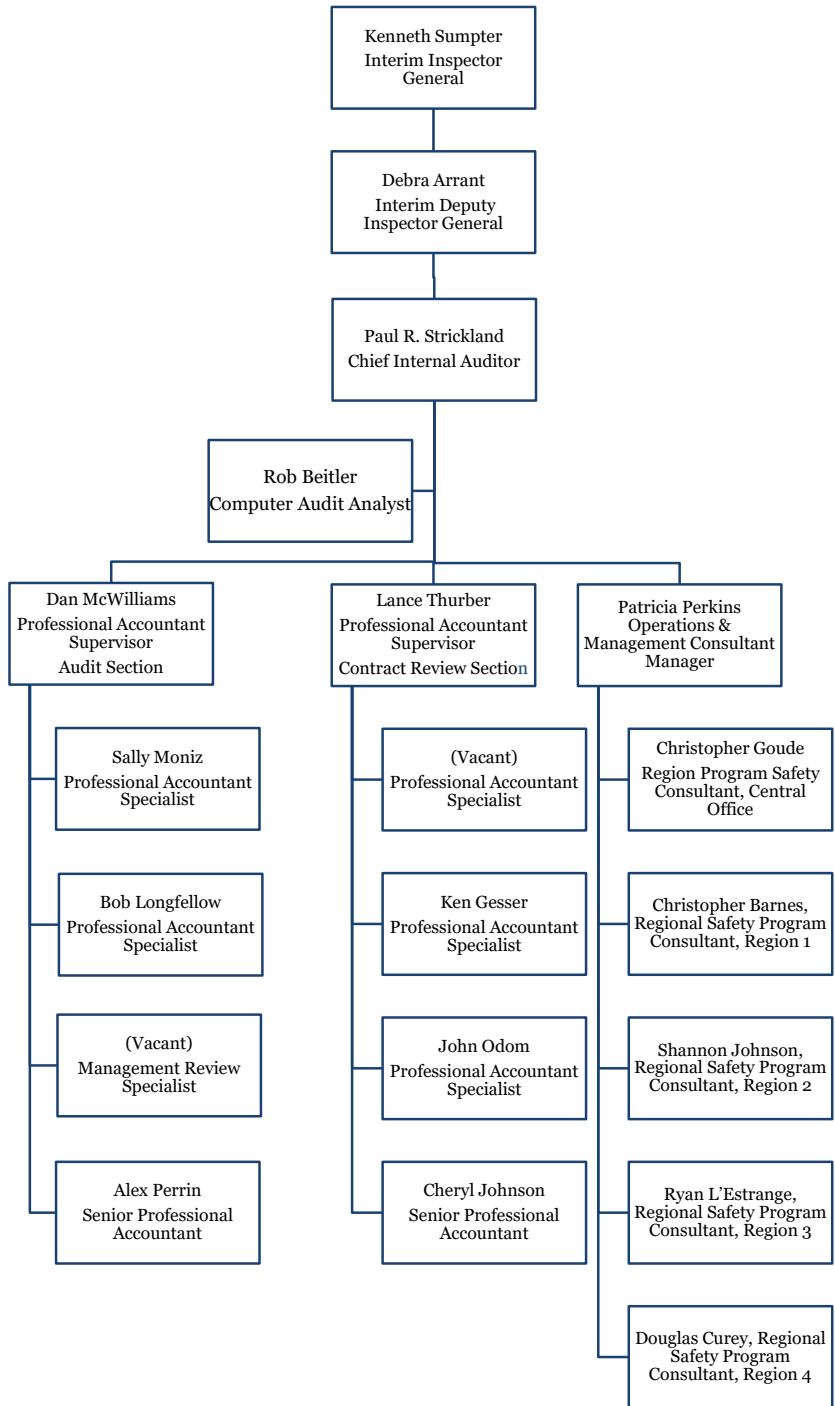 Kenneth Sumpter
Interim Inspector
General
Debra Arrant
Interim Deputy
Inspector General
Paul R. Strickland
Chief Internal Auditor
Rob Beitler
Computer Audit Analyst
Dan McWilliams
Professional Accountant
Supervisor
Audit Section
Lance Thurber
Professional Accountant
Supervisor
Contract Review Section
Patricia Perkins
Operations &
Management Consultant
Manager
Sally Moniz
Professional Accountant
Specialist
(Vacant)
Professional Accountant
Specialist
Christopher Goude
Region Program Safety
Consultant, Central
Office
Bob Longfellow
Professional Accountant
Specialist
Ken Gesser
Professional Accountant
Specialist
Christopher Barnes,
Regional Safety Program
Consultant, Region 1
(Vacant)
Management Review
Specialist
John Odom
Professional Accountant
Specialist
Shannon Johnson,
Regional Safety Program
Consultant, Region 2
Alex Perrin
Senior Professional
Accountant
Cheryl Johnson
Senior Professional
Accountant
Ryan L’Estrange,
Regional Safety Program
Consultant, Region 3
Douglas Curey, Regional
Safety Program
Consultant, Region 4